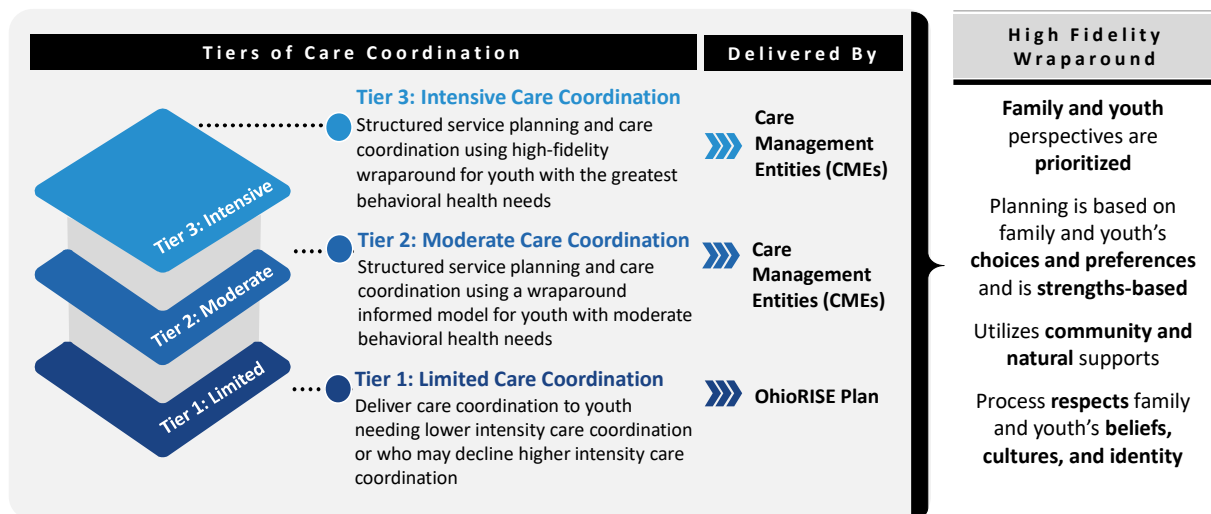 Tiers of Care Coordination
Delivered By
Tier 3: Intensive
Tier 2: Moderate
Tier 1: Limited
Tier 3: Intensive Care Coordination
Structured service planning and care
coordination using high-fidelity
wraparound for youth with the greatest
behavioral health needs
Care
Management
Entities (CMEs)
Tier 2: Moderate Care Coordination
Structured service planning and care
coordination using a wraparound
informed model for youth with moderate
behavioral health needs
Care
Management
Entities (CMEs)
Tier 1: Limited Care Coordination
Deliver care coordination to youth
needing lower intensity care coordination
or who may decline higher intensity care
coordination
OhioRISE Plan
High Fidelity
Wraparound
Family and youth
perspectives are
prioritized
Planning is based on
family and youth’s
choices and preferences
and is strengths-based
Utilizes community and
natural supports
Process respects family
and youth’s beliefs,
cultures, and identity